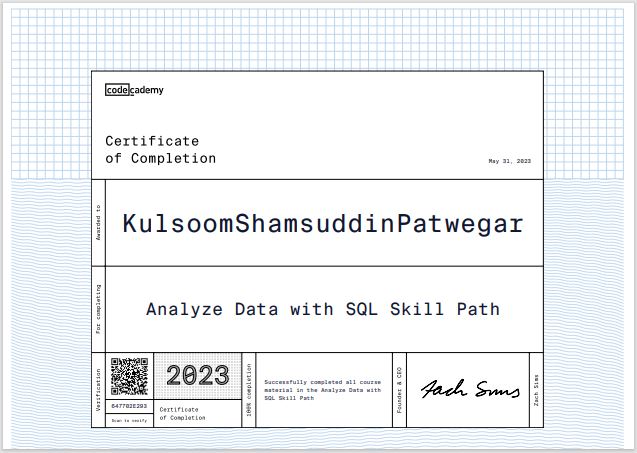 codecademy
Certificate
of Completion
May 31, 2023
Awarded to
KulsoomShamsuddinPatwegar
For completing
Analyze Data with SQL Skill Path
Verification
647702E293
Scan to verify
2023
Certificate
of Completion
100% completion
Successfully completed all course
material in the Analyze Data with
SQL Skill Path
Founder & CEO
Zach Sims
Zach Sims